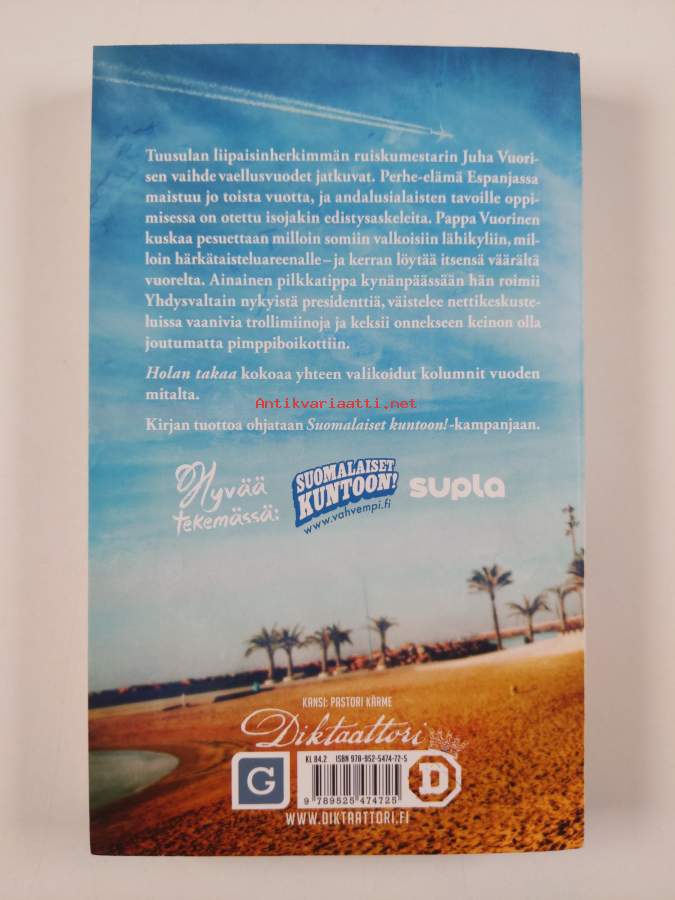 Tuusulan liipaisinherkimmän ruiskumestarin Juha Vuori-
sen vaihde vaellusvuodet jatkuvat. Perhe-elämä Espanjassa
maistuu jo toista vuotta, ja andalusialaisten tavoille oppi-
misessa on otettu isojakin edistysaskeleita. Pappa Vuorinen
kuskaa pesuettaan milloin somiin valkoisiin lähikyliin, mil-
loin härkätaisteluareenalle – ja kerran löytää itsensä väärältä
vuorelta. Ainainen pilkkatippa kynänpäässään hän roimii
Yhdysvaltain nykyistä presidenttiä, väistelee nettikeskuste-
luissa vaanivia trollimiinoja ja keksii onnekseen keinon olla
joutumatta pimppiboikottiin.
Holan takaa kokoaa yhteen valikoidut kolumnit vuoden
mitalta.
Antikvariaatti.net
Kirjan tuottoa ohjataan Suomalaiset kuntoon! -kampanjaan.
Hyvää
tekemässä:
SUOMALAISET
KUNTOON!
www.vahvempi.fi
supla
KANSI: PASTORI KÄRME
Diktaattori
KL 84.2 ISBN 978-952-5474-72-5
G
D
9 789525 474725
WWW.DIKTAATTORI.FI